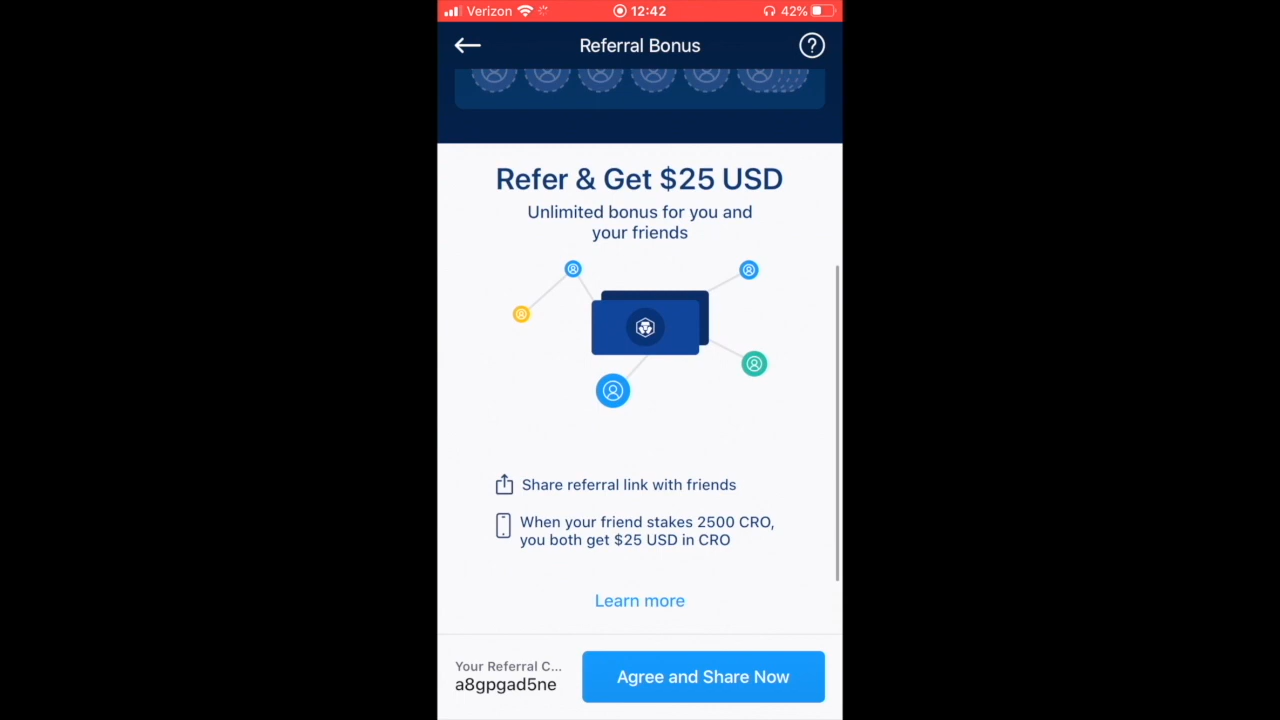 Verizon 12:42 42%
Referral Bonus
?
Refer & Get $25 USD
Unlimited bonus for you and
your friends
Share referral link with friends
When your friend stakes 2500 CRO,
you both get $25 USD in CRO
Learn more
Your Referral C...
a8gpgad5ne
Agree and Share Now